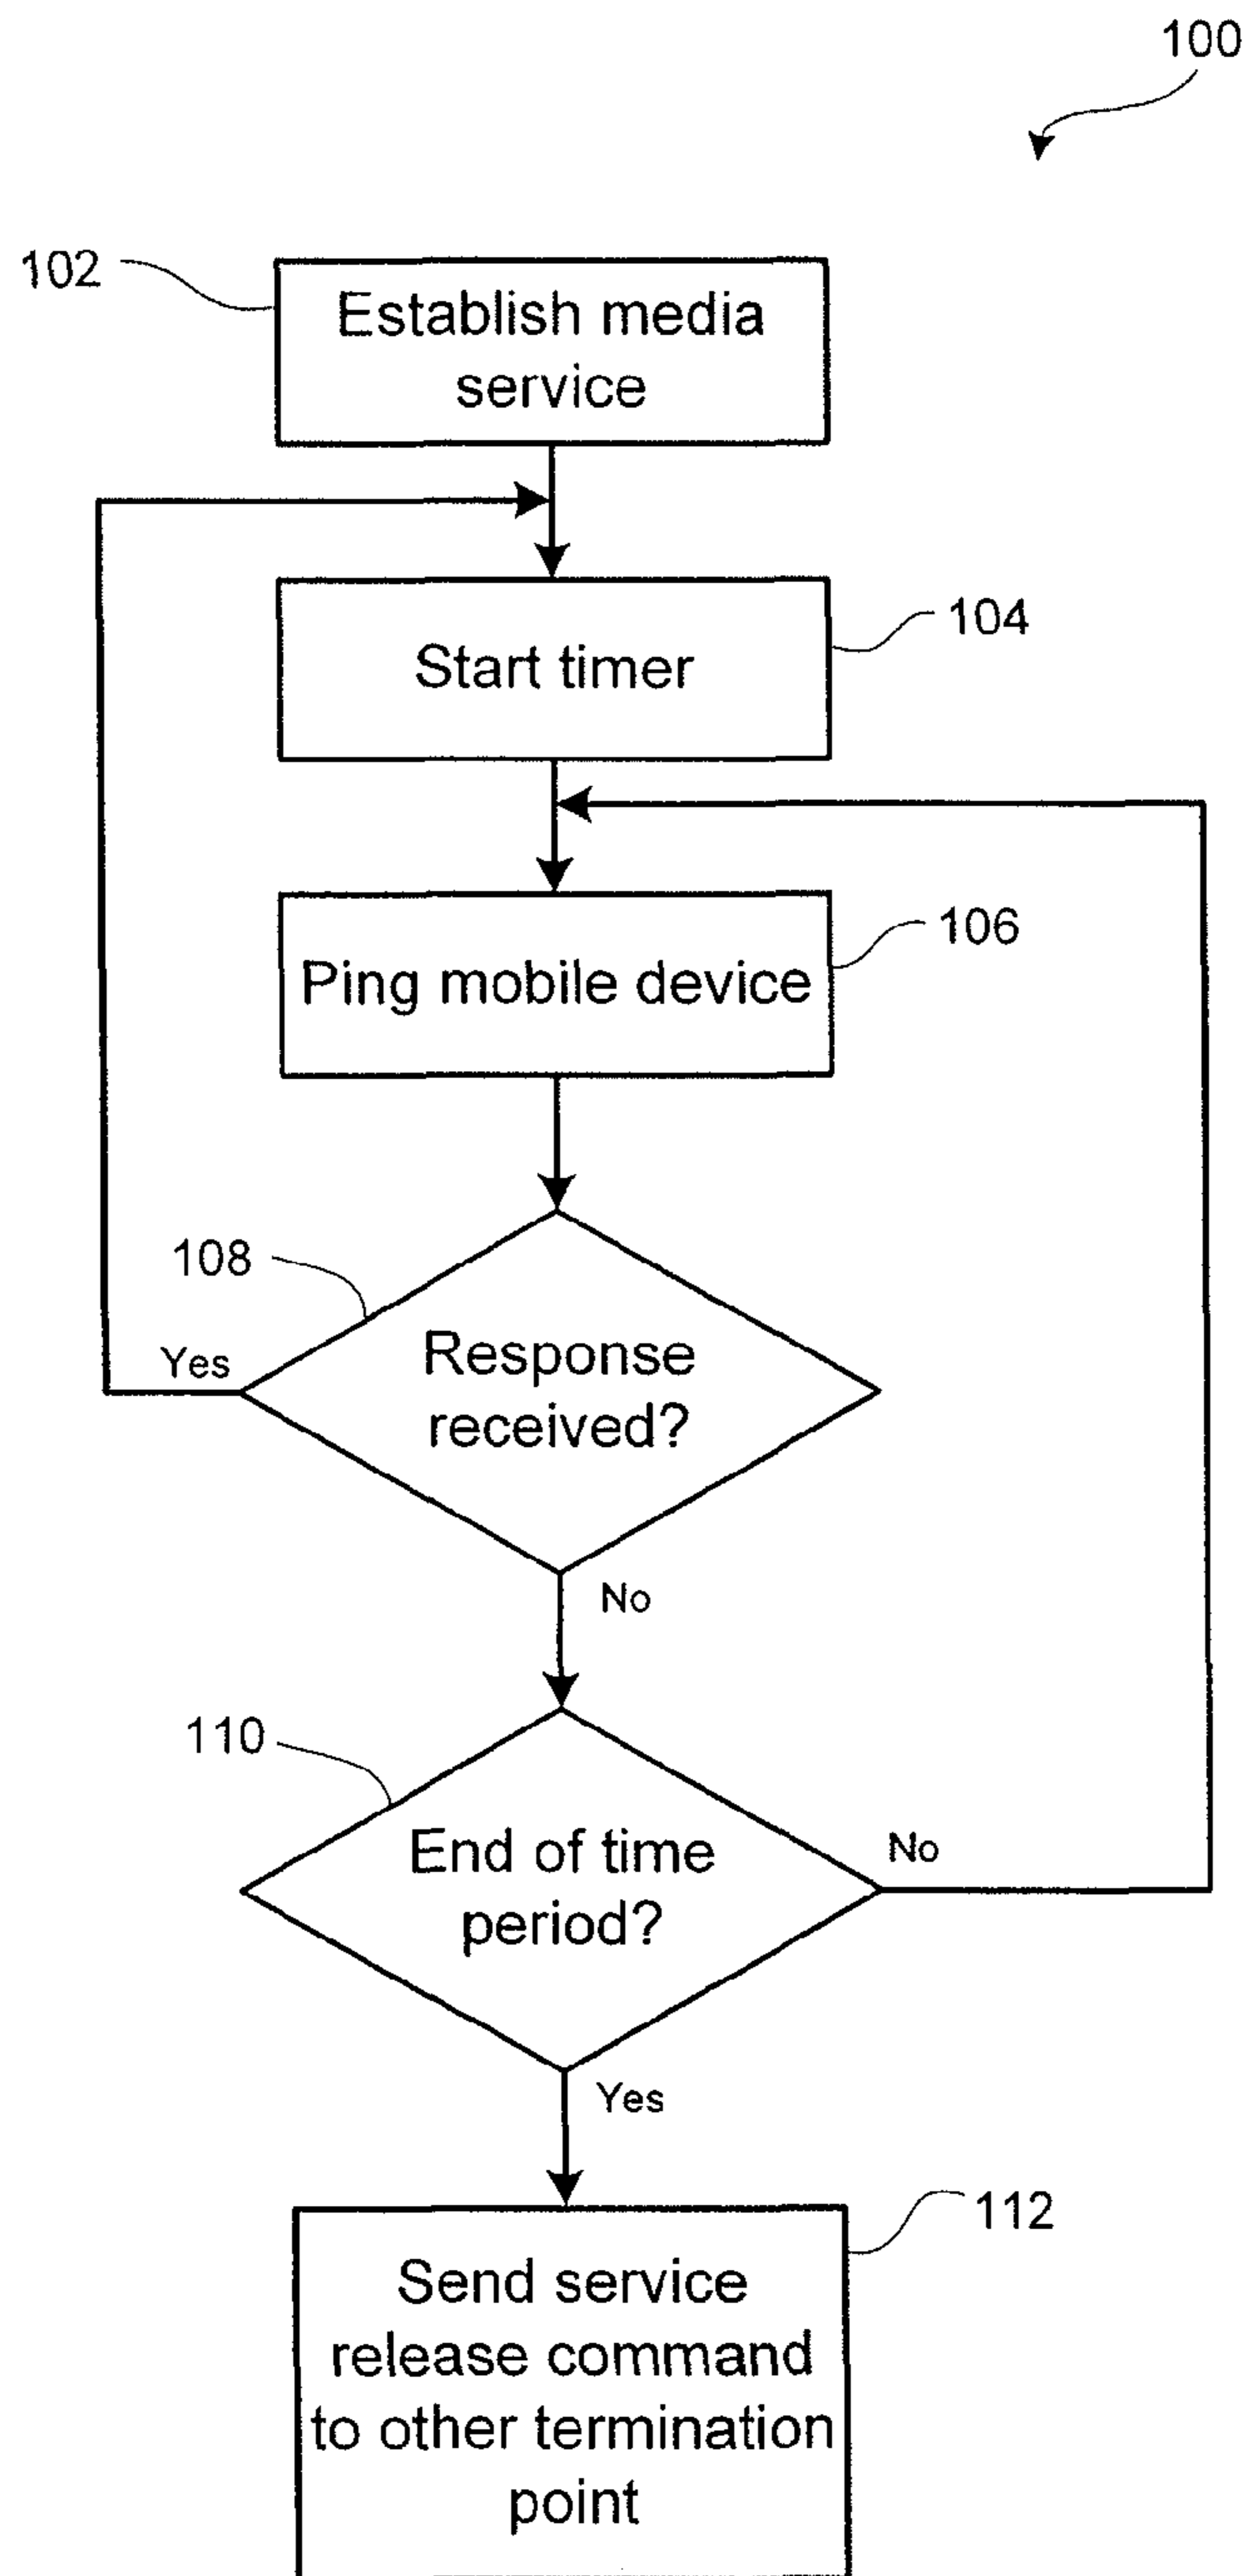 100
102
Establish media
service
Start timer
104
Ping mobile device
106
108
Yes
Response
received?
No
110
End of time
period?
No
Yes
112
Send service
release command
to other termination
point